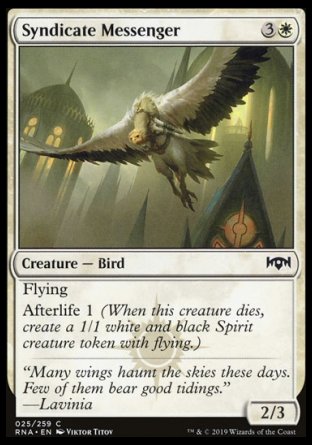 Syndicate Messenger 3
Creature — Bird
Flying
Afterlife 1 (When this creature dies,
create a 1/1 white and black Spirit
creature token with flying.)
“Many wings haunt the skies these days.
Few of them bear good tidings.”
—Lavinia
2/3
025/259 C
RNA • EN Viktor Titov
™ & © 2019 Wizards of the Coast